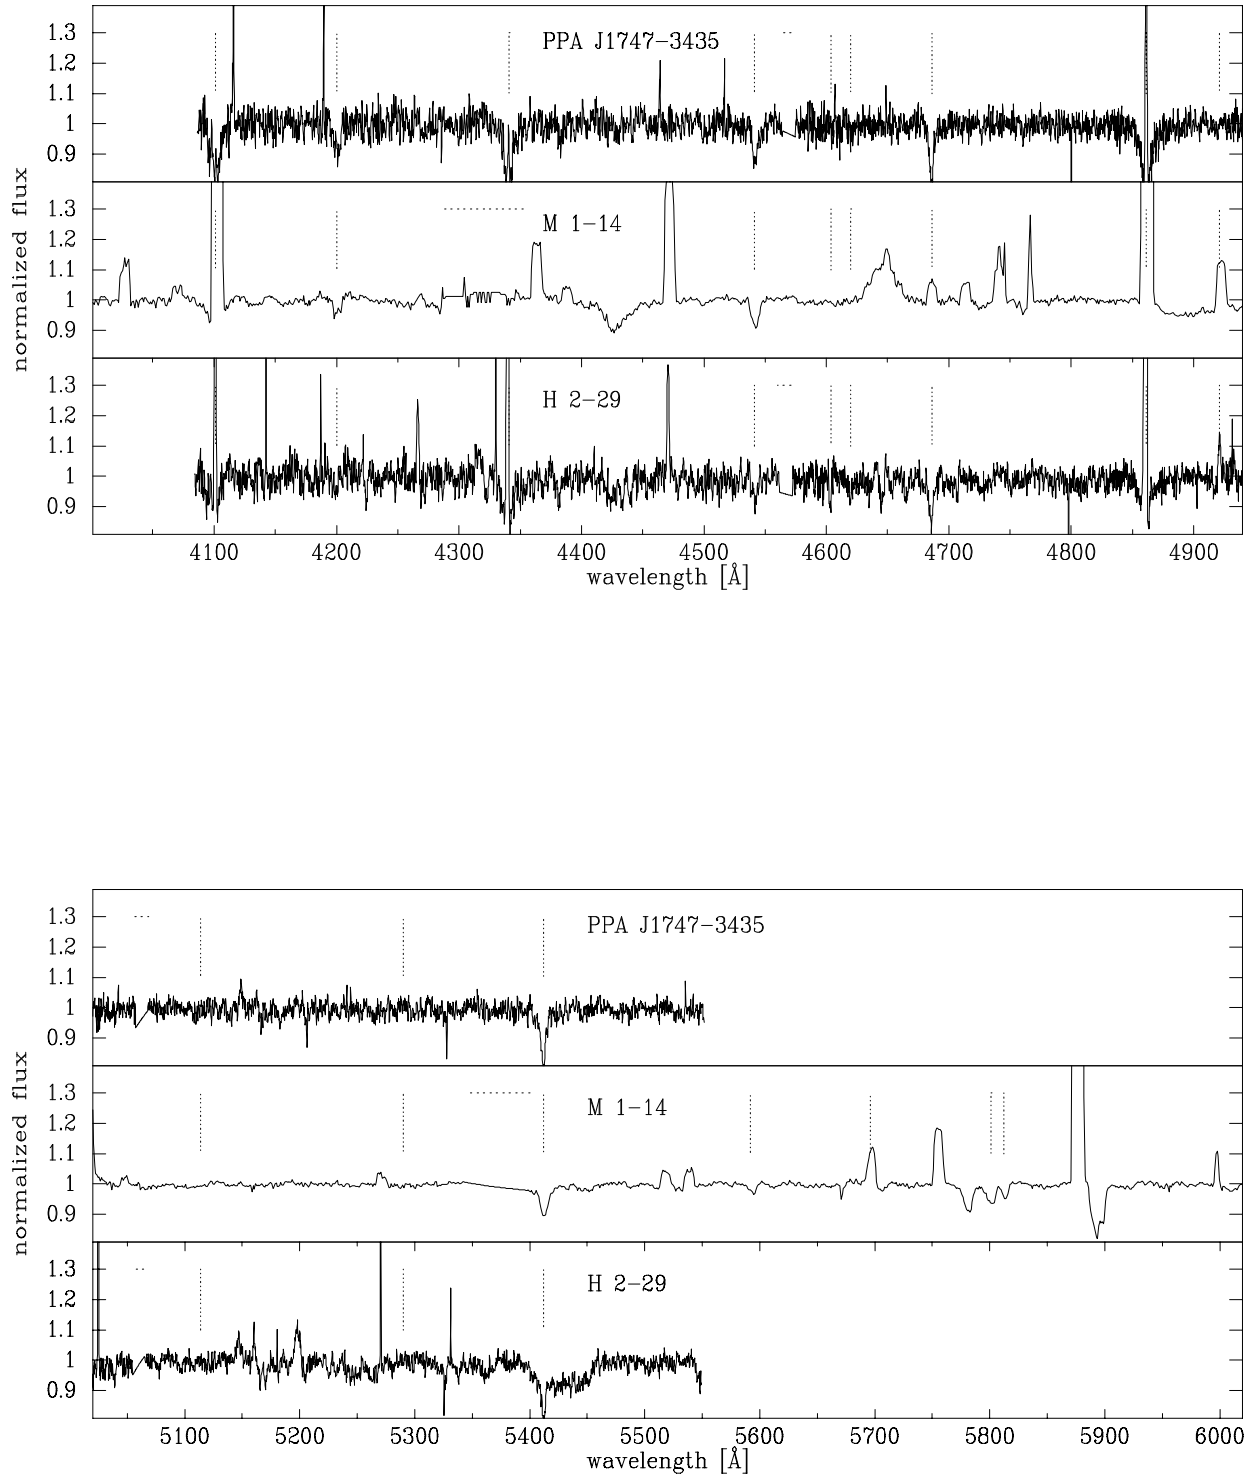 1.3
1.2
1.1
1
0.9
PPA J1747−3435
1.3
1.2
1.1
1
0.9
M 1−14
1.3
1.2
1.1
1
0.9
H 2−29
normalized flux
4100 4200 4300 4400 4500 4600 4700 4800 4900
wavelength [Å]
1.3
1.2
1.1
1
0.9
PPA J1747−3435
1.3
1.2
1.1
1
0.9
M 1−14
1.3
1.2
1.1
1
0.9
H 2−29
normalized flux
5100 5200 5300 5400 5500 5600 5700 5800 5900 6000
wavelength [Å]